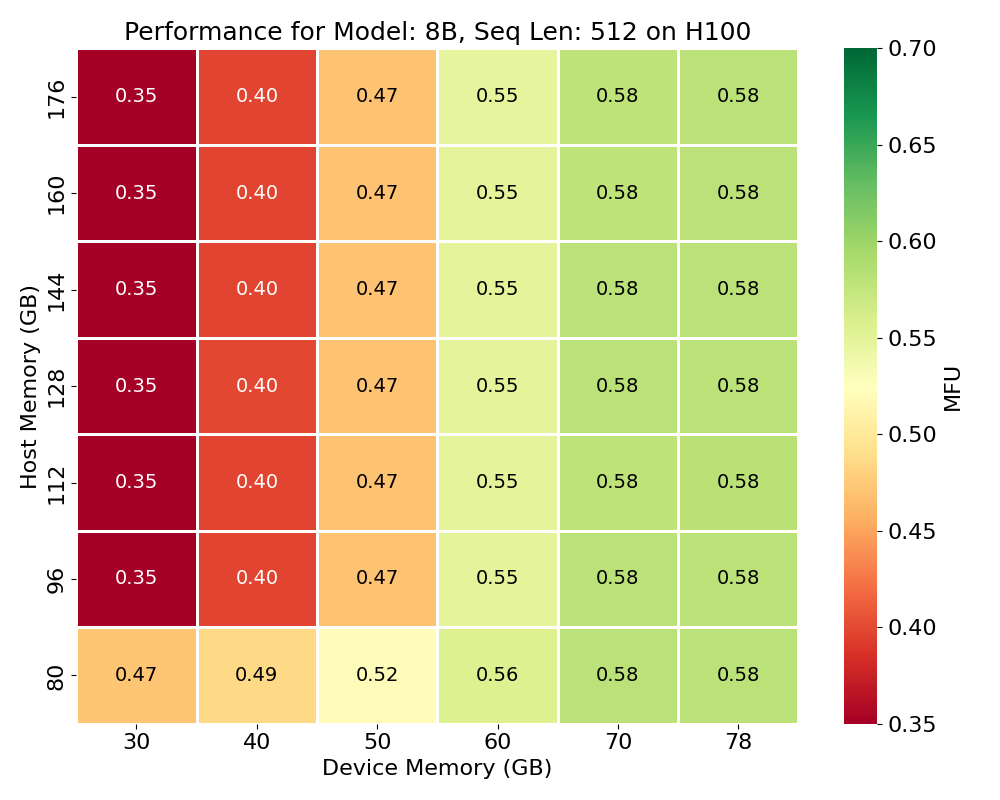 Performance for Model: 8B, Seq Len: 512 on H100
176 0.35 0.40 0.47 0.55 0.58 0.58
160 0.35 0.40 0.47 0.55 0.58 0.58
144 0.35 0.40 0.47 0.55 0.58 0.58
128 0.35 0.40 0.47 0.55 0.58 0.58
112 0.35 0.40 0.47 0.55 0.58 0.58
96 0.35 0.40 0.47 0.55 0.58 0.58
80 0.47 0.49 0.52 0.56 0.58 0.58
30 40 50 60 70 78
Device Memory (GB)
Host Memory (GB)
0.70
0.65
0.60
0.55
0.50
0.45
0.40
0.35
MFU